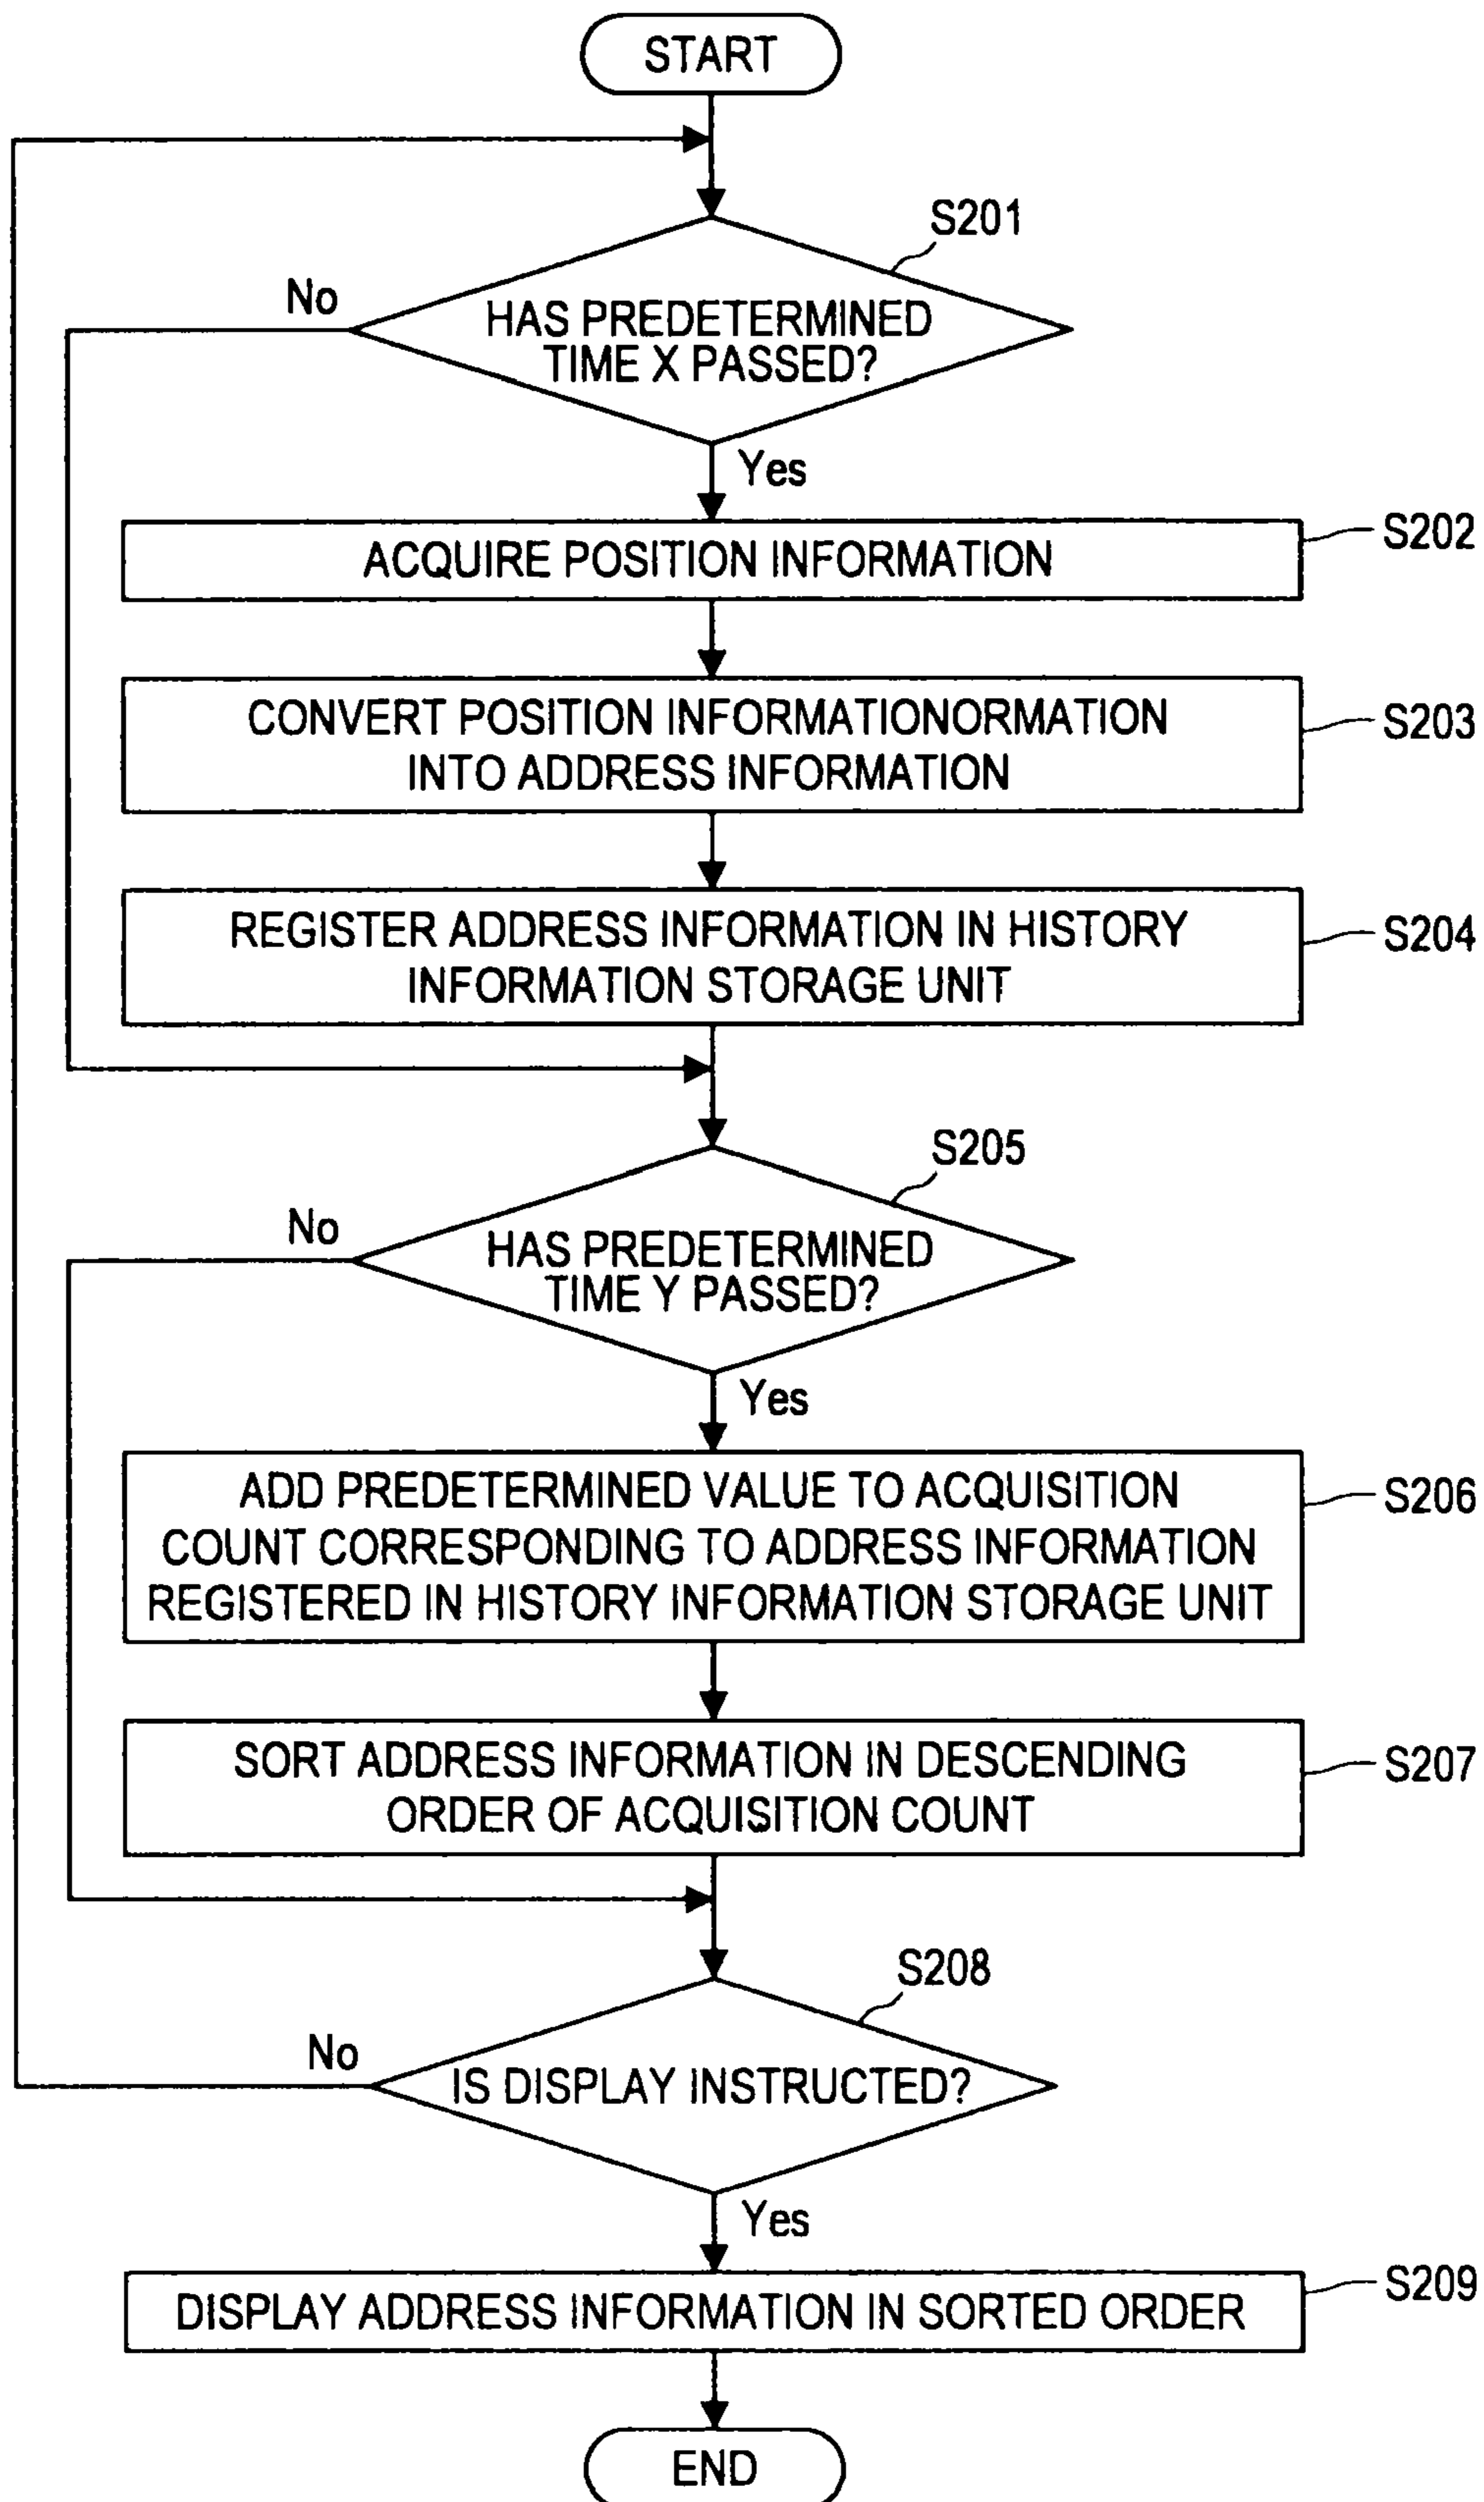 START
S201
No
HAS PREDETERMINED
TIME X PASSED?
Yes
S202
ACQUIRE POSITION INFORMATION
S203
CONVERT POSITION INFORMATIONORMATION
INTO ADDRESS INFORMATION
S204
REGISTER ADDRESS INFORMATION IN HISTORY
INFORMATION STORAGE UNIT
S205
No
HAS PREDETERMINED
TIME Y PASSED?
Yes
S206
ADD PREDETERMINED VALUE TO ACQUISITION
COUNT CORRESPONDING TO ADDRESS INFORMATION
REGISTERED IN HISTORY INFORMATION STORAGE UNIT
S207
SORT ADDRESS INFORMATION IN DESCENDING
ORDER OF ACQUISITION COUNT
S208
No
IS DISPLAY INSTRUCTED?
Yes
S209
DISPLAY ADDRESS INFORMATION IN SORTED ORDER
END